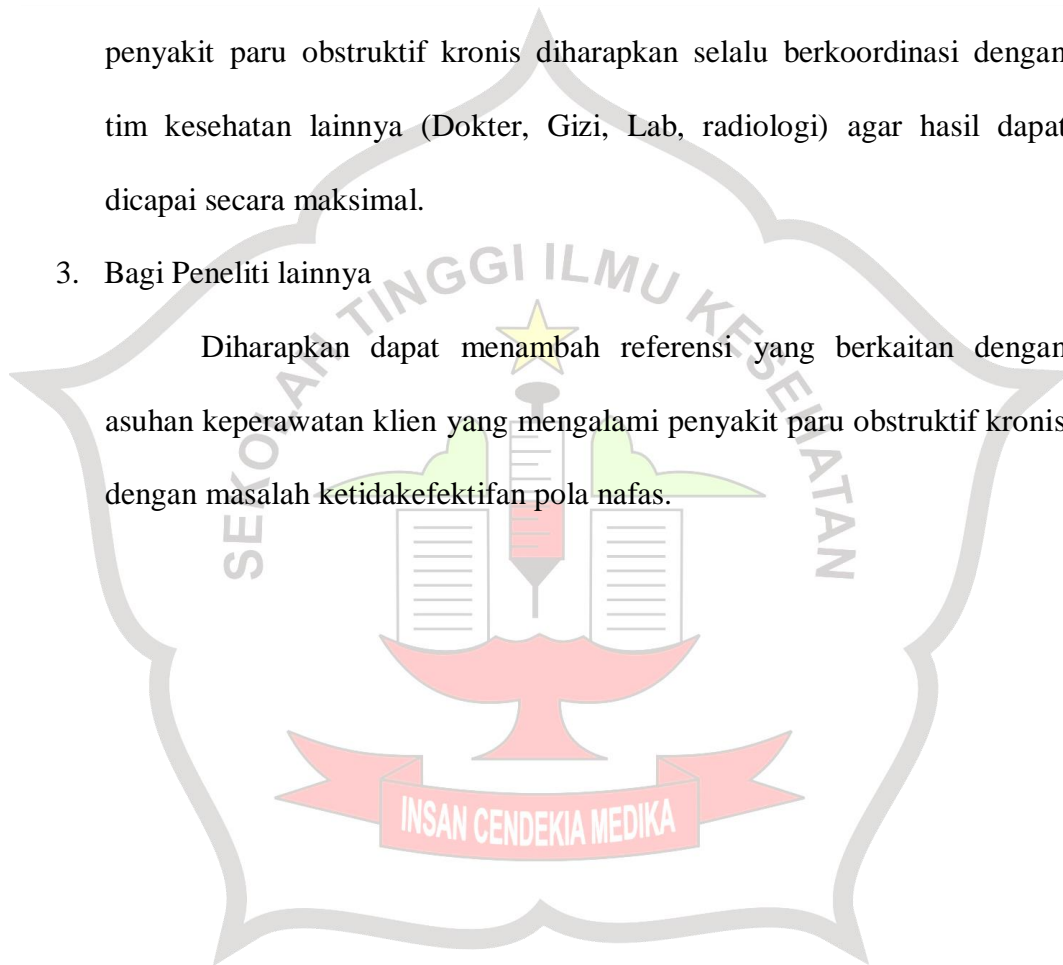 penyakit paru obstruktif kronis diharapkan selalu berkoordinasi dengan
tim kesehatan lainnya (Dokter, Gizi, Lab, radiologi) agar hasil dapat
dicapai secara maksimal.
3. Bagi Peneliti lainnya
Diharapkan dapat menambah referensi yang berkaitan dengan
asuhan keperawatan klien yang mengalami penyakit paru obstruktif kronis
dengan masalah ketidakefektifan pola nafas.
SEKOLAH TINGGI ILMU KESEHATAN
INSAN CENDEKIA MEDIKA